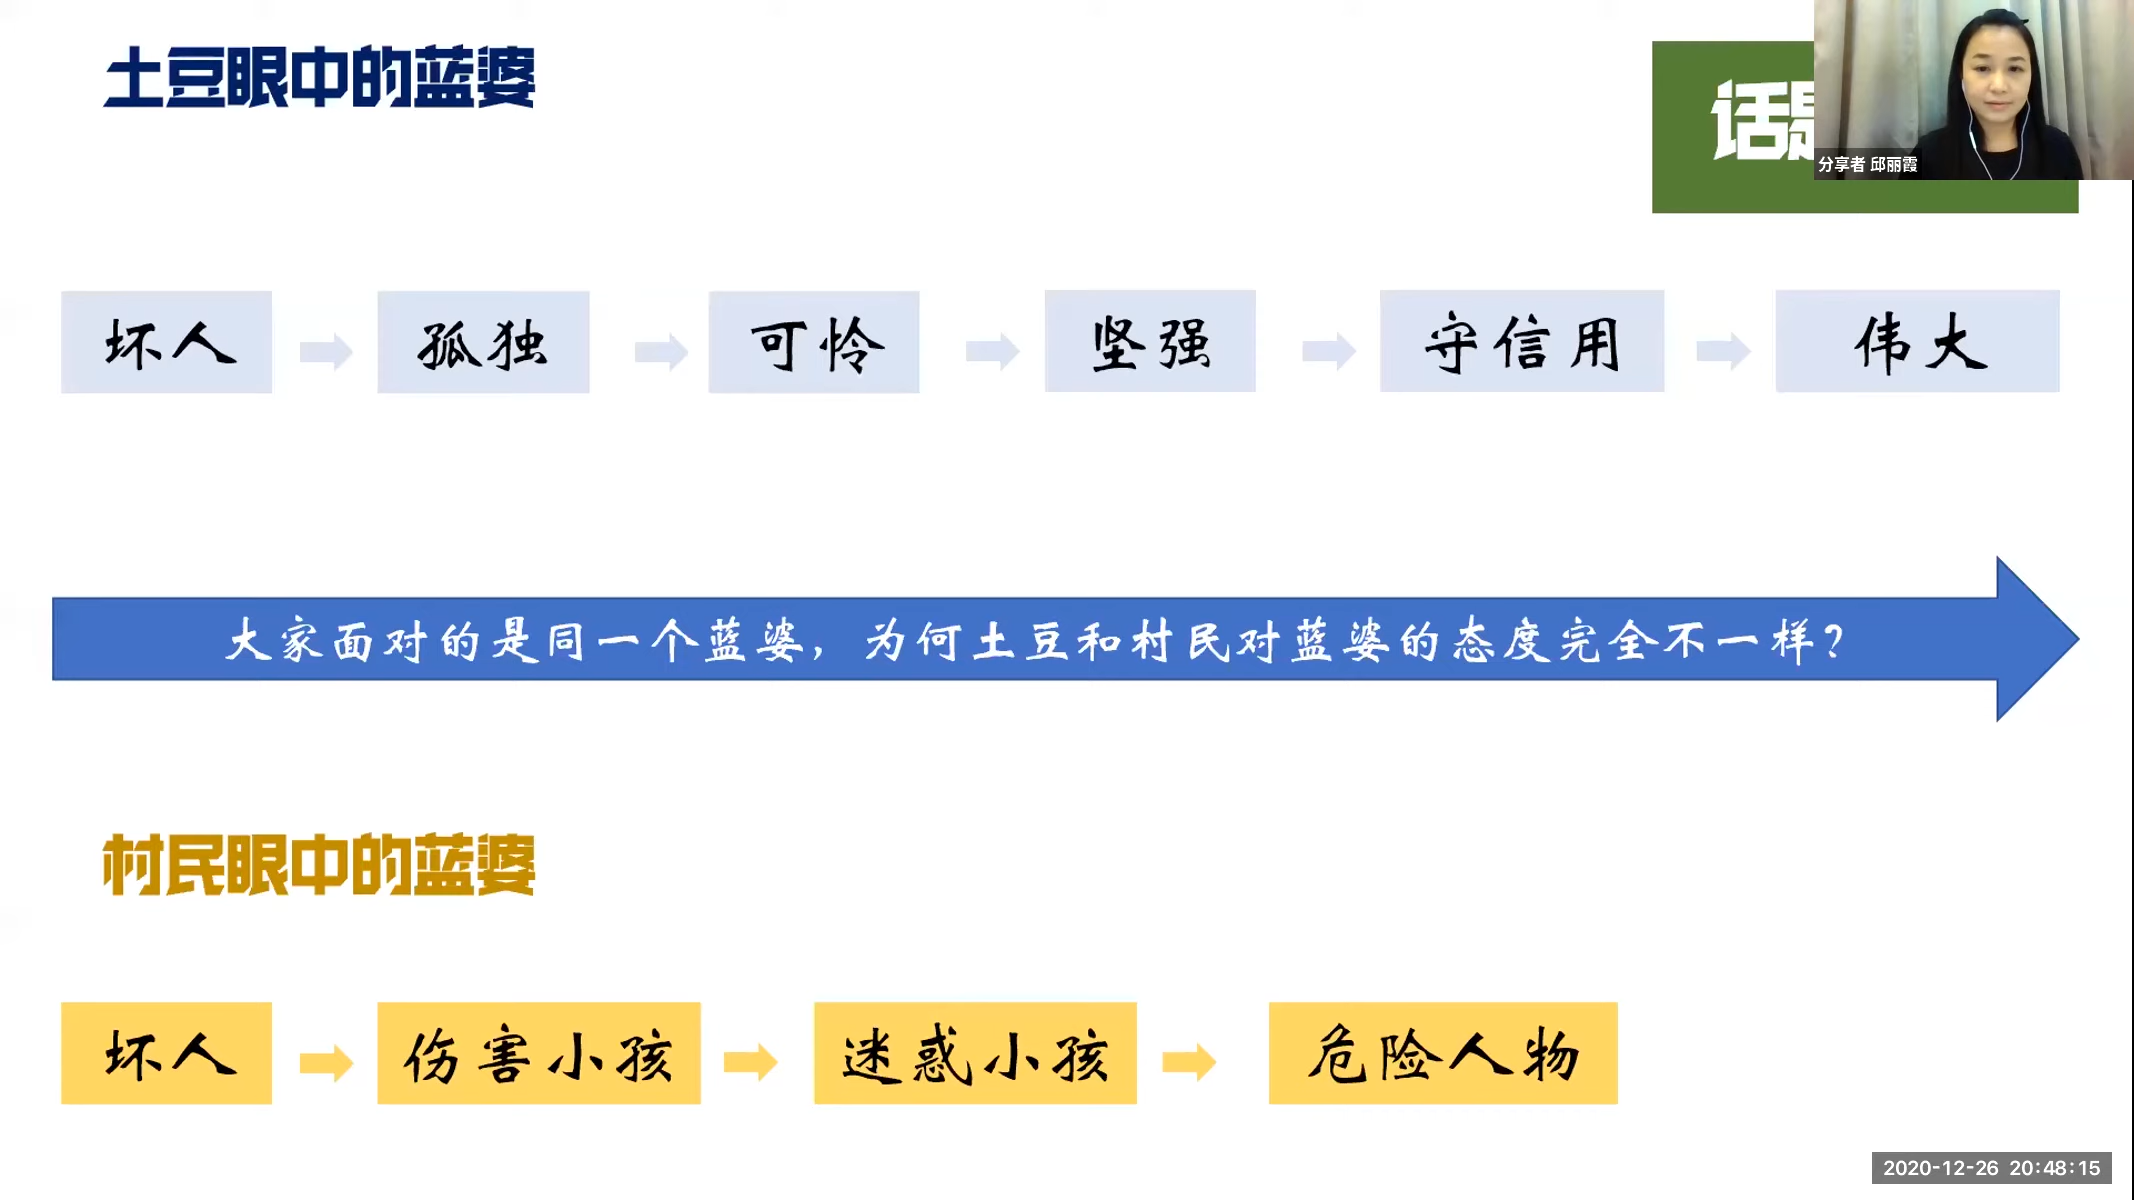 土豆眼中的蓝婆
话
分享者 邱丽霞
坏人
孤独
可怜
坚强
守信用
伟大
大家面对的是同一个蓝婆，为何土豆和村民对蓝婆的态度完全不一样？
村民眼中的蓝婆
坏人
伤害小孩
迷惑小孩
危险人物
2020-12-26 20:48:15